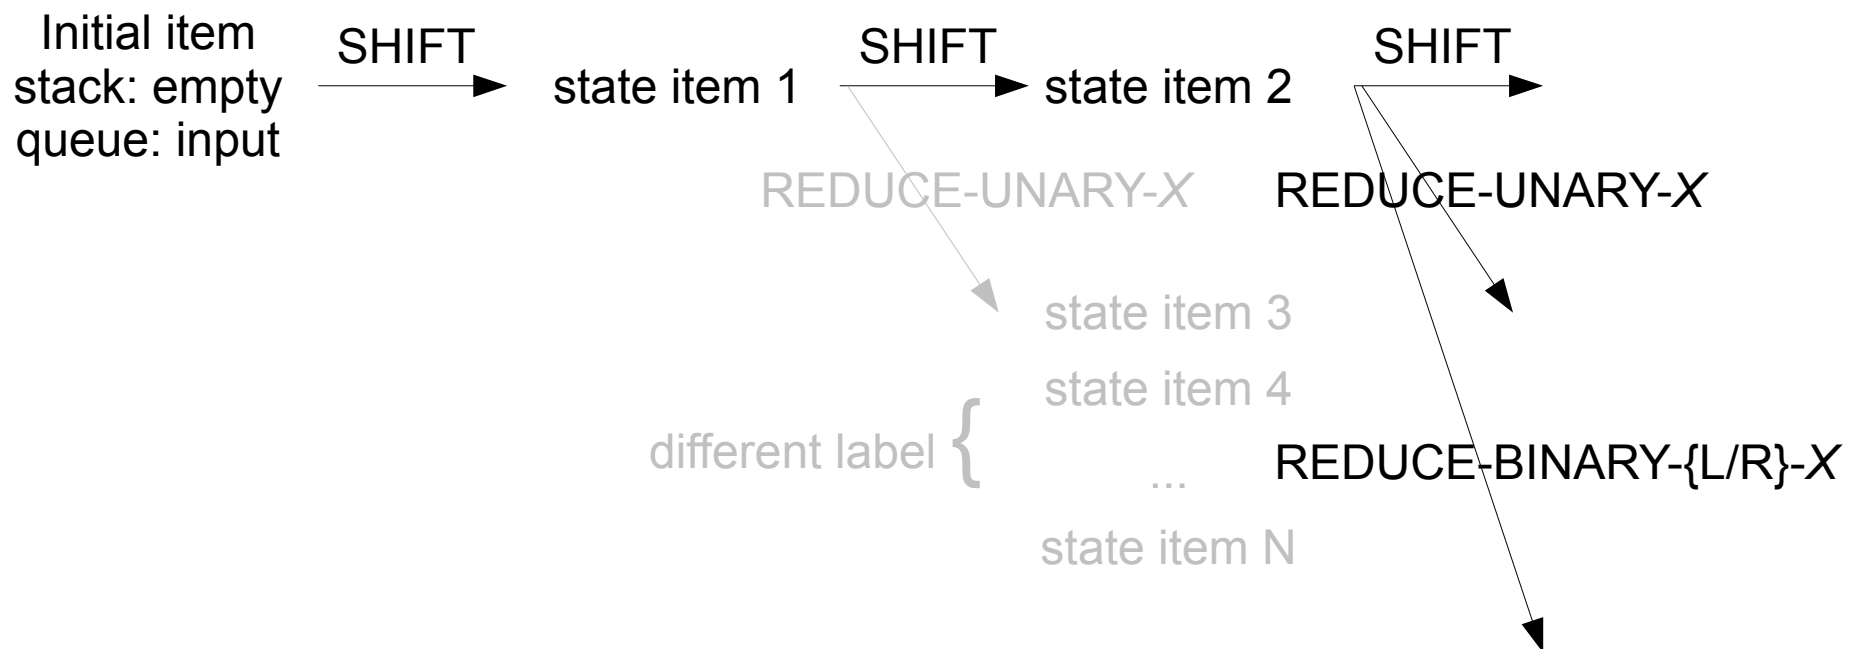 Initial item
stack: empty
queue: input
SHIFT
state item 1
SHIFT
state item 2
SHIFT
REDUCE-UNARY-X
REDUCE-UNARY-X
state item 3
state item 4
different label {
...
REDUCE-BINARY-{L/R}-X
state item N